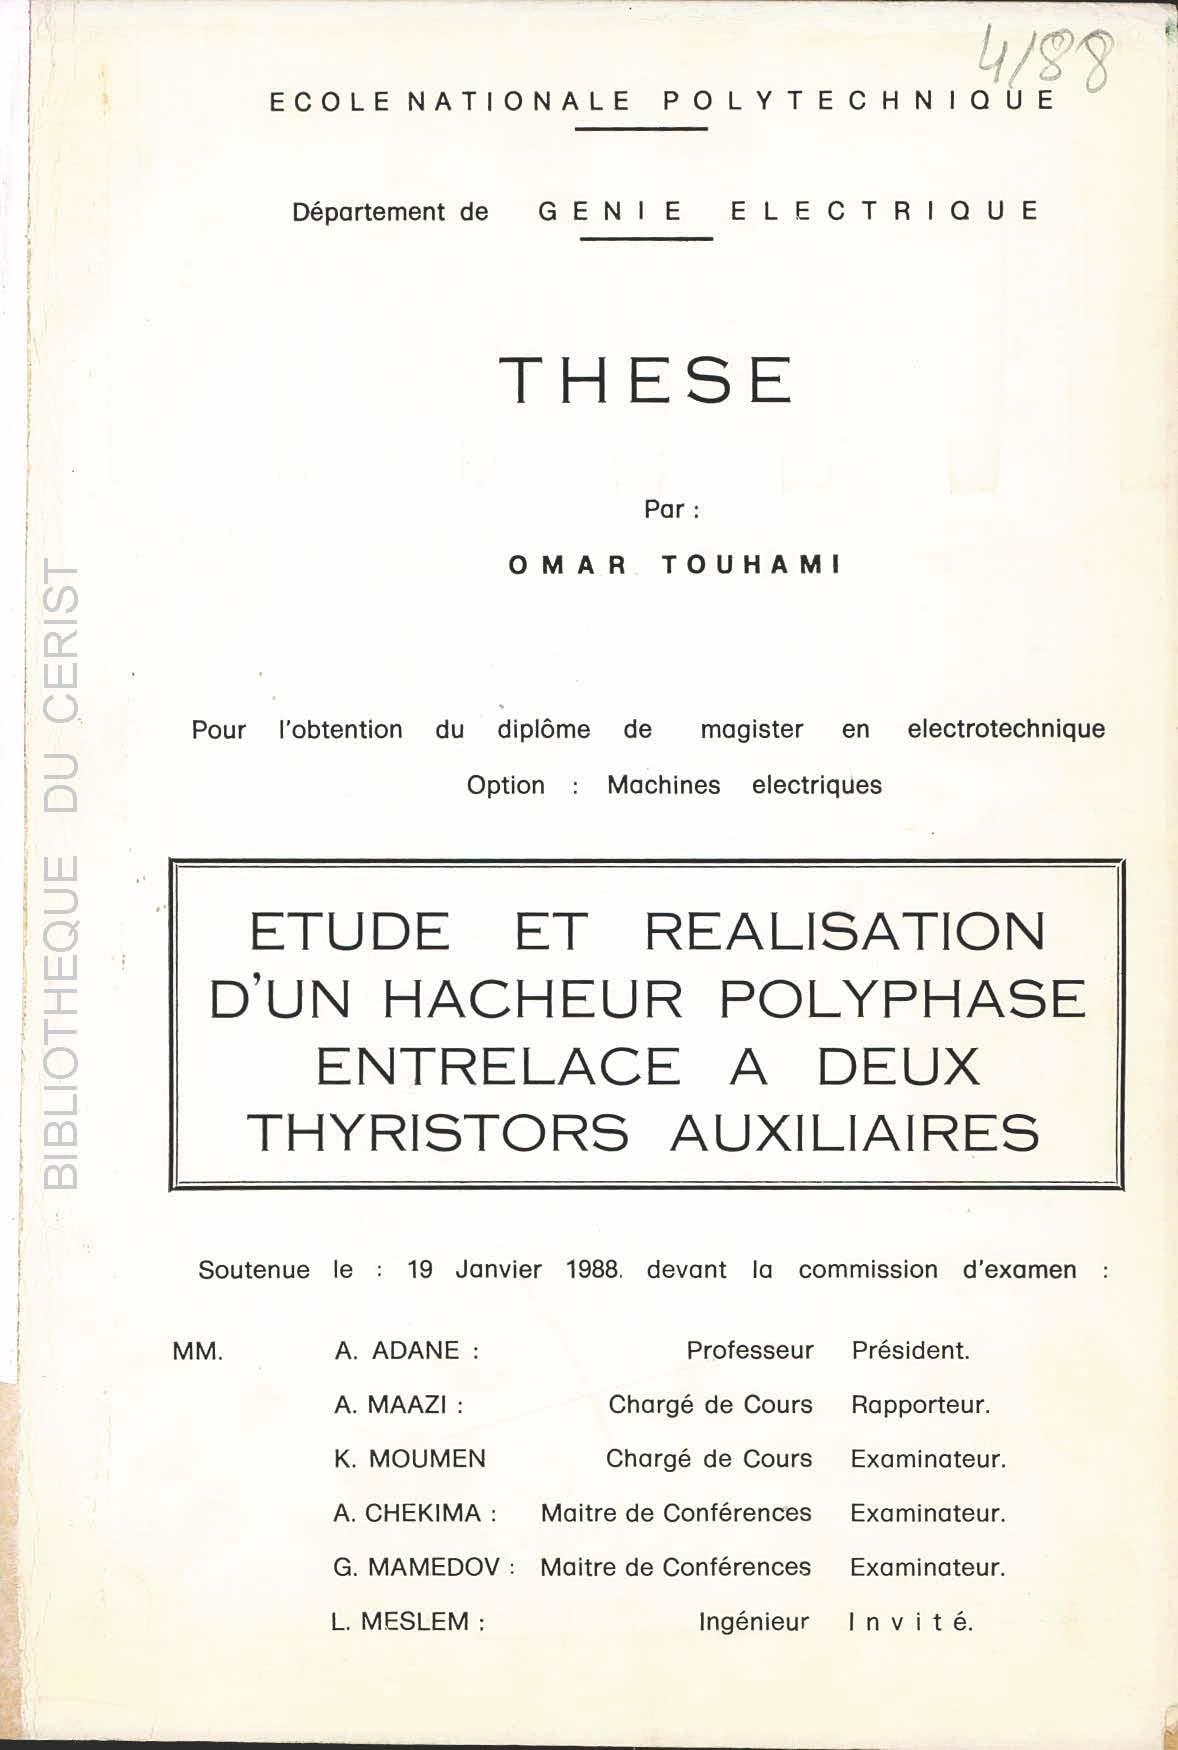 4/88
ECOLE NATIONALE POLYTECHNIQUE
Département de GENIE ELECTRIQUE
THESE
Par :
OMAR TOUHAMI
Pour l'obtention du diplôme de magister en electrotechnique
Option : Machines electriques
ETUDE ET REALISATION
D'UN HACHEUR POLYPHASE
ENTRELACE A DEUX
THYRISTORS AUXILIAIRES
Soutenue le : 19 Janvier 1988. devant la commission d'examen :
MM. A. ADANE : Professeur Président.
A. MAAZI : Chargé de Cours Rapporteur.
K. MOUMEN Chargé de Cours Examinateur.
A. CHEKIMA : Maitre de Conférences Examinateur.
G. MAMEDOV : Maitre de Conférences Examinateur.
L. MESLEM : Ingénieur Invité.
BIBLIOTHEQUE DU CERIST